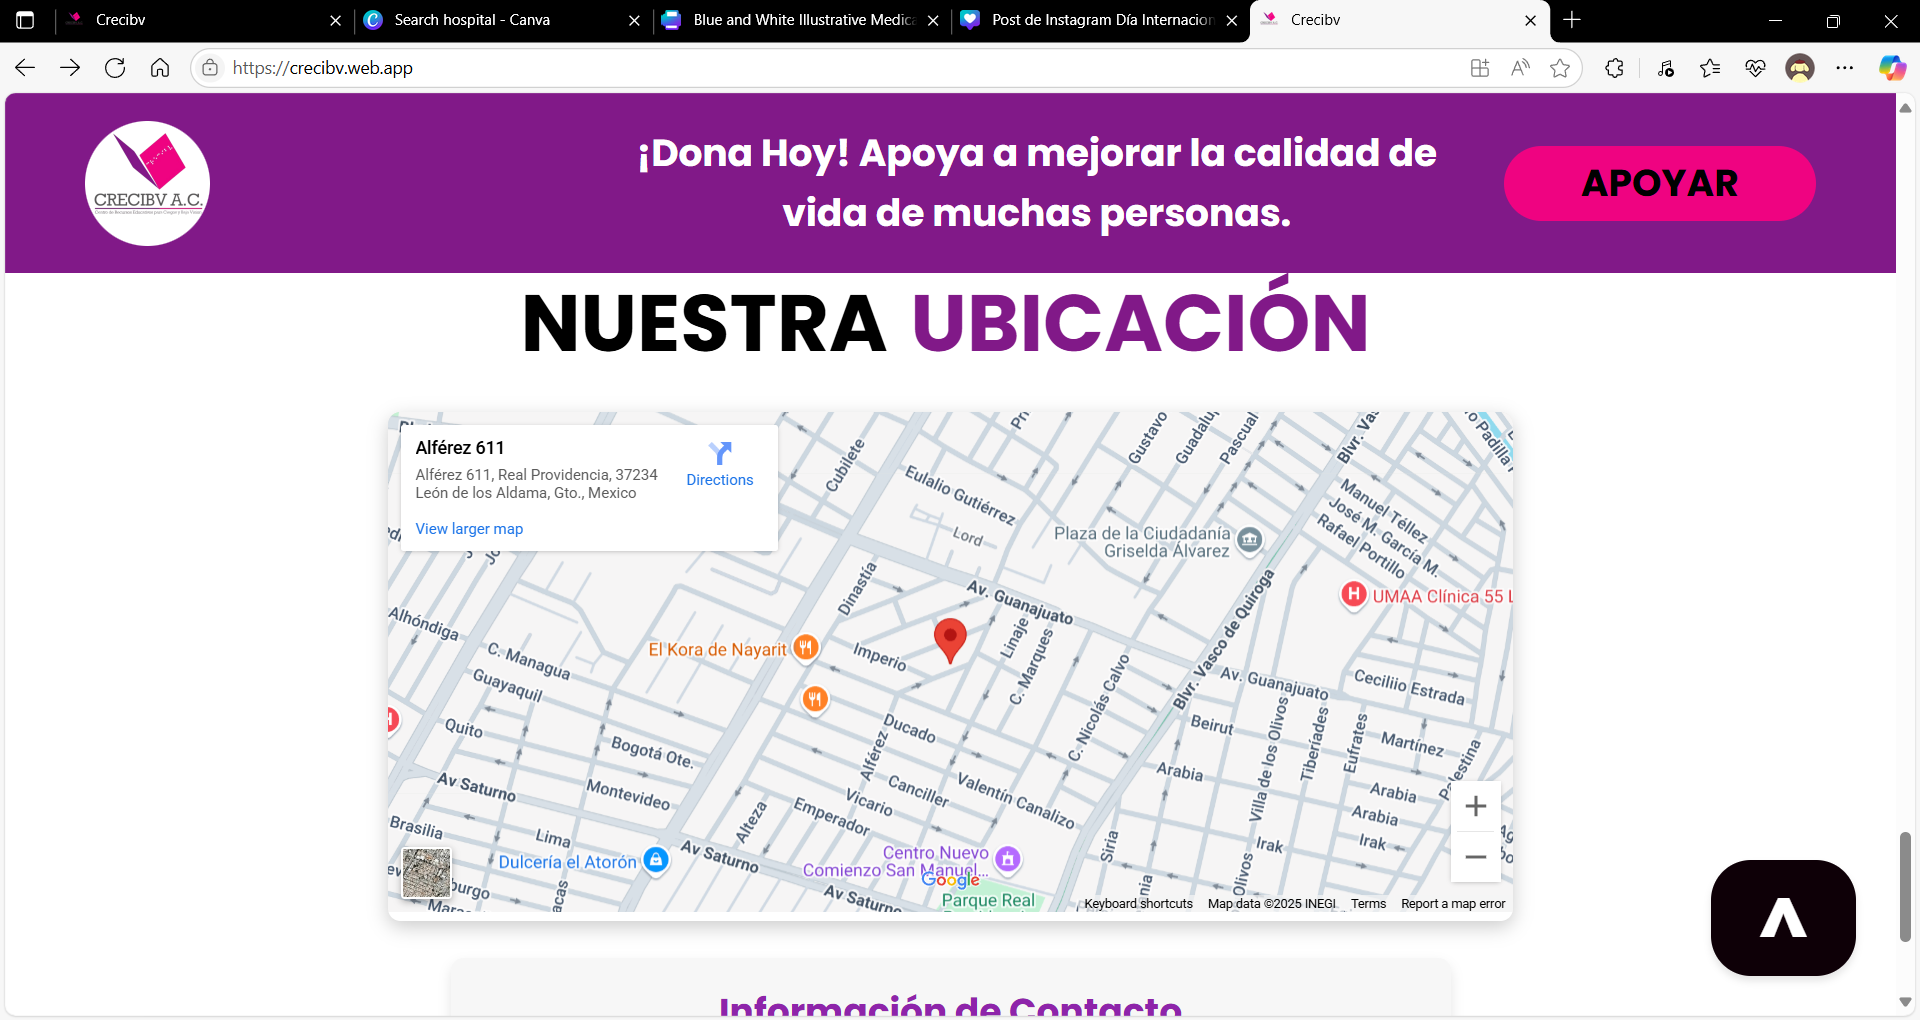 Crecibv
Search hospital - Canva
Blue and White Illustrative Medica
Post de Instagram Día Internacion
Crecibv
https://crecibv.web.app
CRECIBV A.C.
¡Dona Hoy! Apoya a mejorar la calidad de
vida de muchas personas.
APOYAR
NUESTRA UBICACIÓN
Alférez 611
Alférez 611, Real Providencia, 37234
León de los Aldama, Gto., Mexico
Directions
View larger map
Cubilete
Eulalio Gutiérrez
Lord
Gustavo
Guadalup
Pascual
Blvr. Vas
o Padilla
Manuel Téllez
José M. García M.
Rafael Portillo
Plaza de la Ciudadanía
Griselda Álvarez
UMAA Clínica 55 L
Dinastía
Av. Guanajuato
Linaje
C. Marques
Imperio
El Kora de Nayarit
Alhóndiga
C. Managua
Guayaquil
Quito
Bogotá Ote.
Montevideo
Av Saturno
Brasilia
Lima
Dulcería el Atorón
Av Saturno
Alteza
Ducado
Alférez
Canciller
Vicario
Emperador
Valentín Canalizo
C. Nicolás Calvo
Blvr. Vasco de Quiroga
Av. Guanajuato
Ceciliio Estrada
Beirut
Villa de los Olivos
Tiberíades
Eufrates
Martínez
Palestina
Arabia
Arabia
Arabia
Irak
Irak
Siria
Olivos
Centro Nuevo
Comienzo San Manuel...
Google
Av Saturno
Parque Real
Keyboard shortcuts
Map data ©2025 INEGI
Terms
Report a map error
Información de Contacto